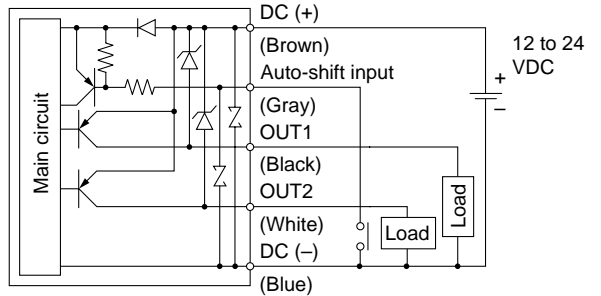 Main circuit
DC (+)
(Brown)
Auto-shift input
(Gray)
OUT1
(Black)
OUT2
(White)
DC (–)
(Blue)
Load
Load
12 to 24
VDC
+
–